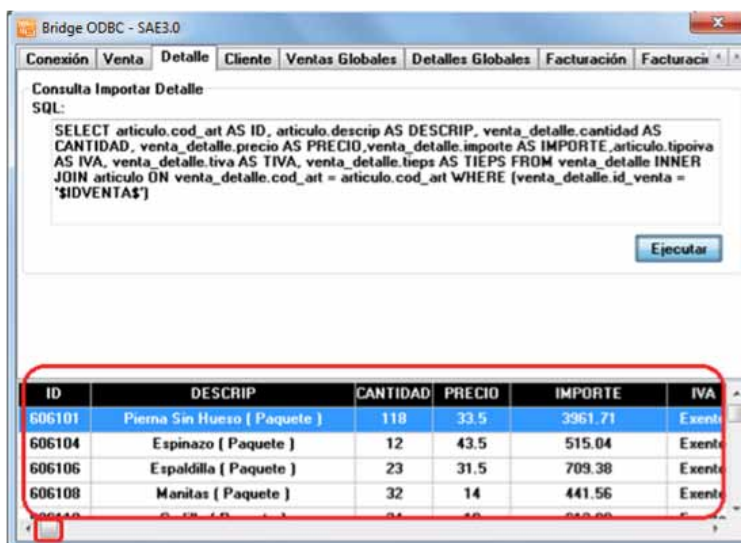 Bridge ODBC - SAE3.0
Conexión Venta Detalle Cliente Ventas Globales Detalles Globales Facturación
Consulta Importar Detalle
SQL:
SELECT articulo.cod_art AS ID, articulo.descrip AS DESCRIP, venta_detalle.cantidad AS
CANTIDAD, venta_detalle.precio AS PRECIO,venta_detalle.importe AS IMPORTE,articulo.tipoiva
AS IVA, venta_detalle.tiva AS TIVA, venta_detalle.tieps AS TIEPS FROM venta_detalle INNER
JOIN articulo ON venta_detalle.cod_art = articulo.cod_art WHERE (venta_detalle.id_venta =
'$IDVENTA$')
Ejecutar
ID DESCRIP CANTIDAD PRECIO IMPORTE IVA
606101 Pierna Sin Hueso ( Paquete ) 118 33.5 3961.71 Exento
606104 Espinazo ( Paquete ) 12 43.5 515.04 Exento
606106 Espaldilla ( Paquete ) 23 31.5 709.38 Exento
606108 Manitas ( Paquete ) 32 14 441.56 Exento